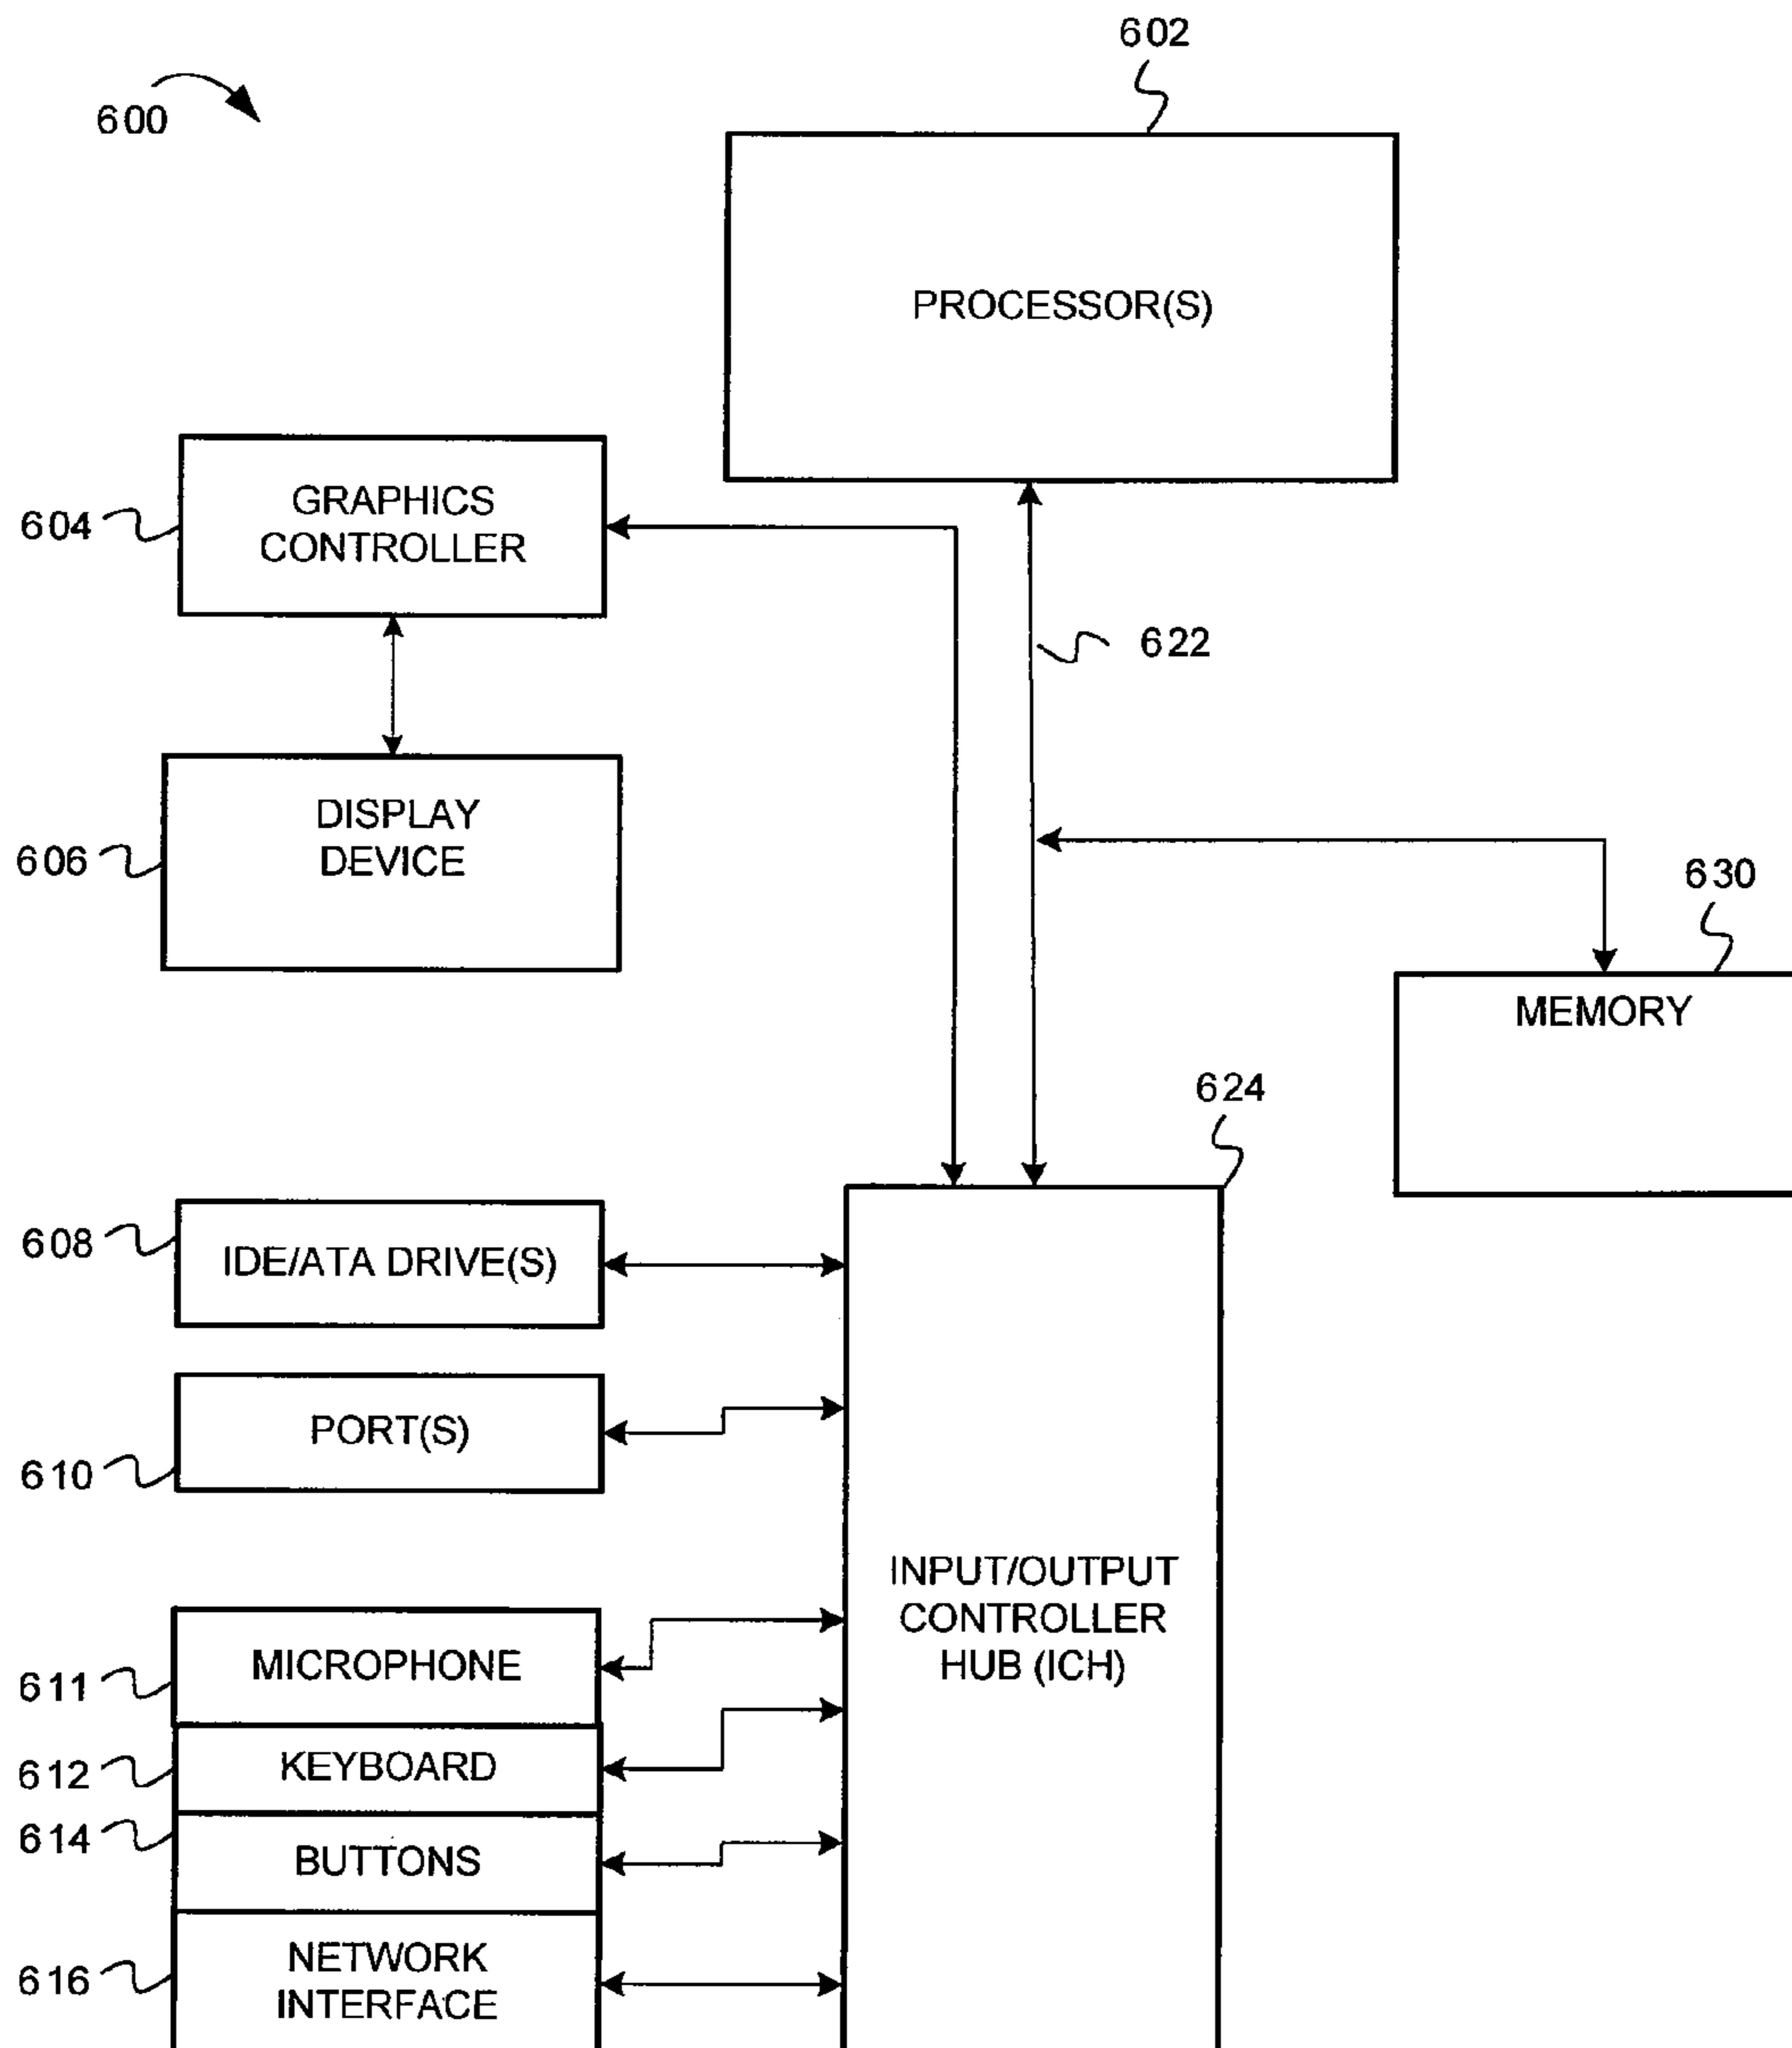 602
600
PROCESSOR(S)
GRAPHICS
CONTROLLER
604
622
DISPLAY
DEVICE
606
630
MEMORY
624
608
IDE/ATA DRIVE(S)
PORT(S)
610
INPUT/OUTPUT
CONTROLLER
HUB (ICH)
MICROPHONE
611
KEYBOARD
612
614
BUTTONS
NETWORK
INTERFACE
616